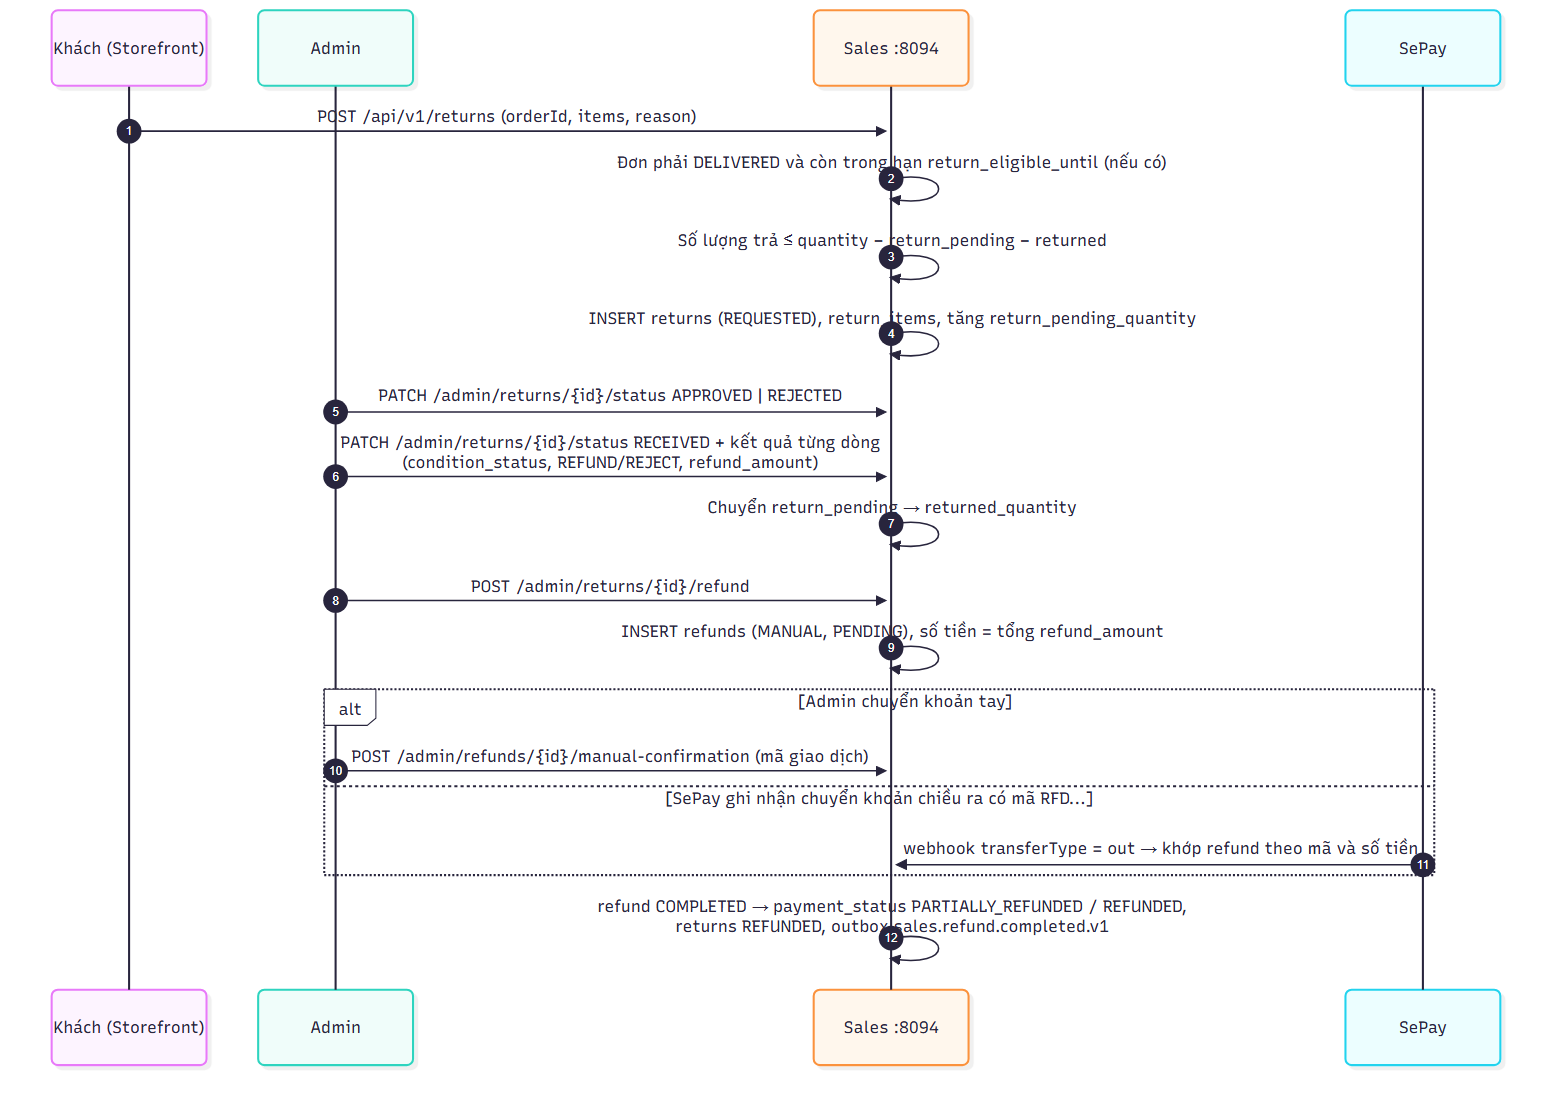 Khách (Storefront)
Admin
Sales :8094
SePay
POST /api/v1/returns (orderId, items, reason)
1
Đơn phải DELIVERED và còn trong hạn return_eligible_until (nếu có)
2
Số lượng trả ≤ quantity − return_pending − returned
3
INSERT returns (REQUESTED), return_items, tăng return_pending_quantity
4
PATCH /admin/returns/{id}/status APPROVED | REJECTED
5
PATCH /admin/returns/{id}/status RECEIVED + kết quả từng dòng
(condition_status, REFUND/REJECT, refund_amount)
6
Chuyển return_pending → returned_quantity
7
POST /admin/returns/{id}/refund
8
INSERT refunds (MANUAL, PENDING), số tiền = tổng refund_amount
9
alt
[Admin chuyển khoản tay]
POST /admin/refunds/{id}/manual-confirmation (mã giao dịch)
10
[SePay ghi nhận chuyển khoản chiều ra có mã RFD...]
webhook transferType = out → khớp refund theo mã và số tiền
11
refund COMPLETED → payment_status PARTIALLY_REFUNDED / REFUNDED,
returns REFUNDED, outbox sales.refund.completed.v1
12
Khách (Storefront)
Admin
Sales :8094
SePay